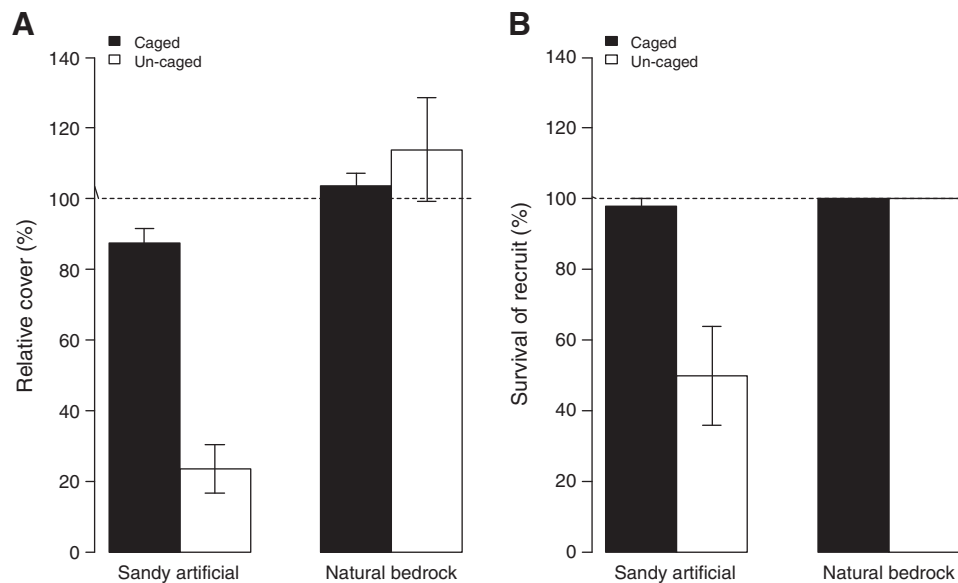 A
Caged
Un-caged
140
120
100
80
60
40
20
0
Relative cover (%)
Sandy artificial
Natural bedrock
B
Caged
Un-caged
140
120
100
80
60
40
20
0
Survival of recruit (%)
Sandy artificial
Natural bedrock